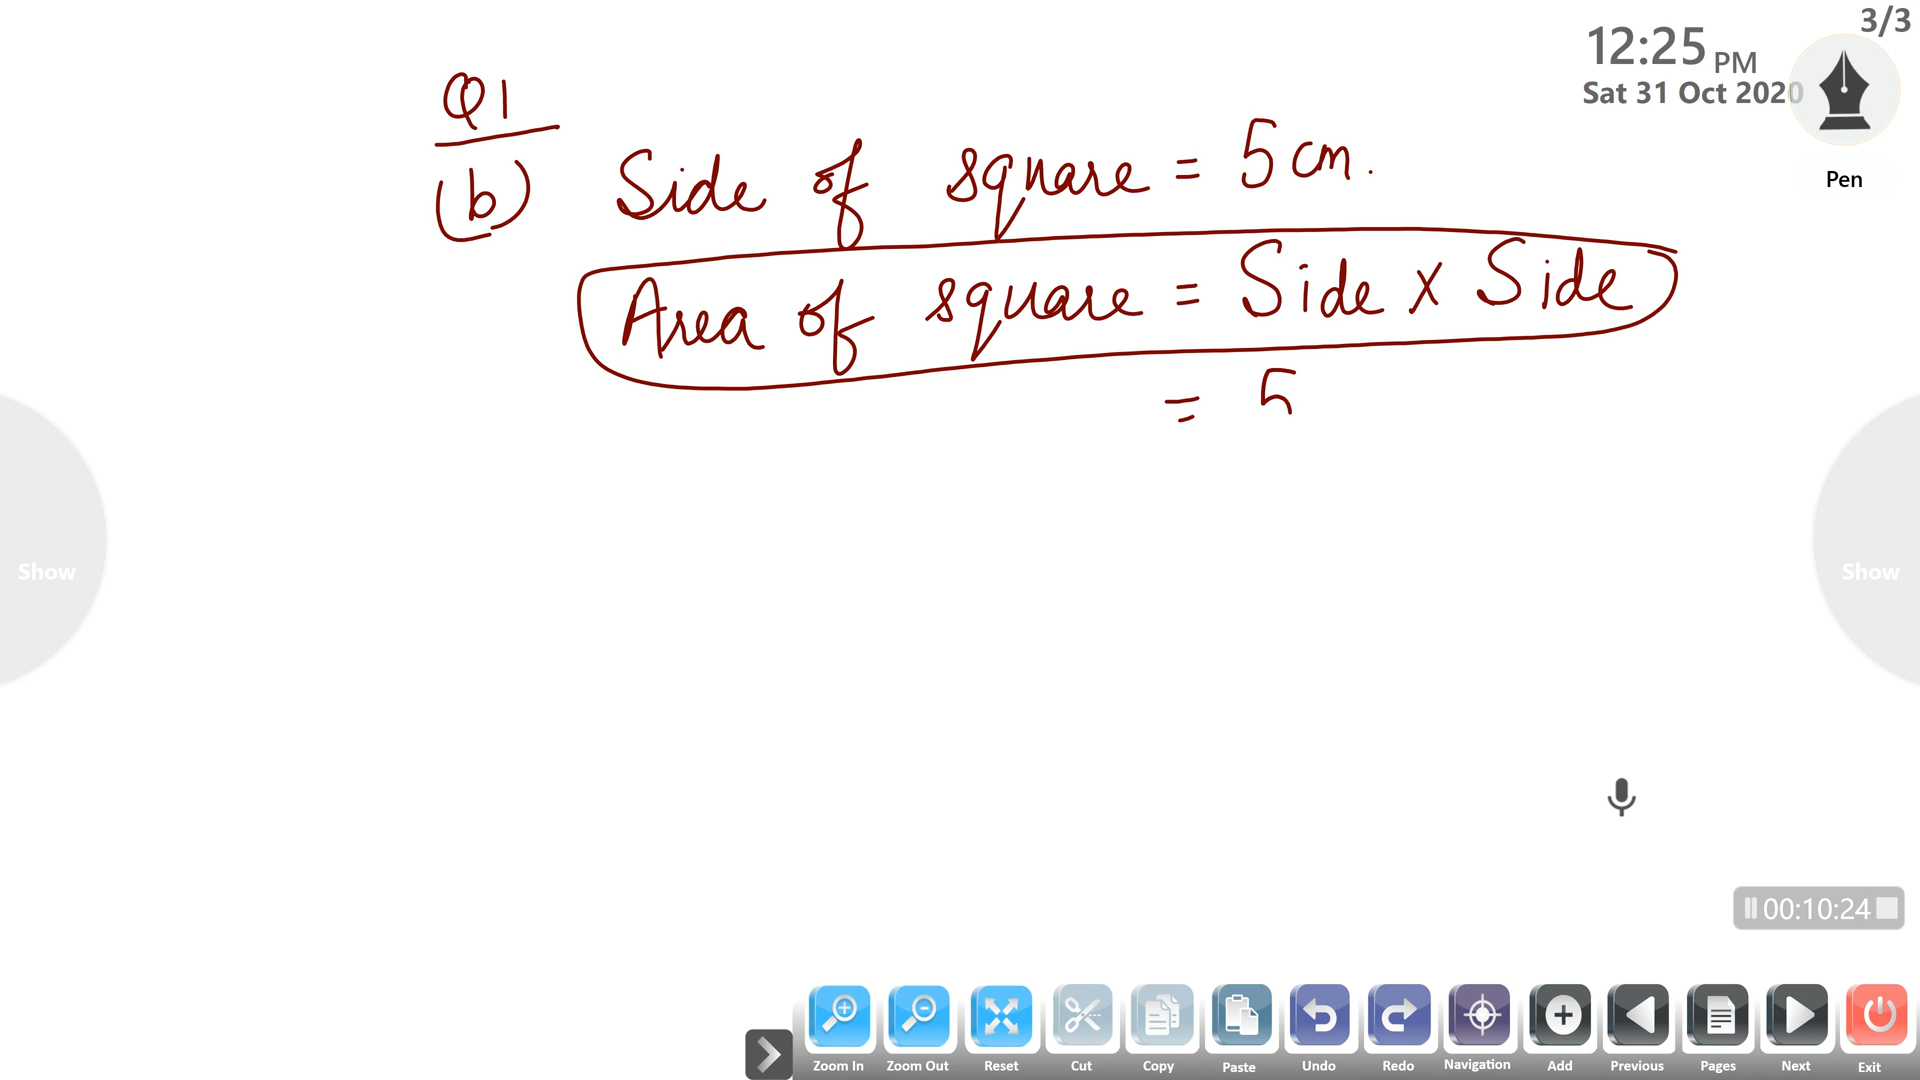 3/3
12:25 PM
Sat 31 Oct 2020
Pen
Q1
(b) Side of square = 5 cm.
Area of square = Side x Side
= 5
Show
Show
00:10:24
Zoom In Zoom Out Reset Cut Copy Paste Undo Redo Navigation Add Previous Pages Next Exit